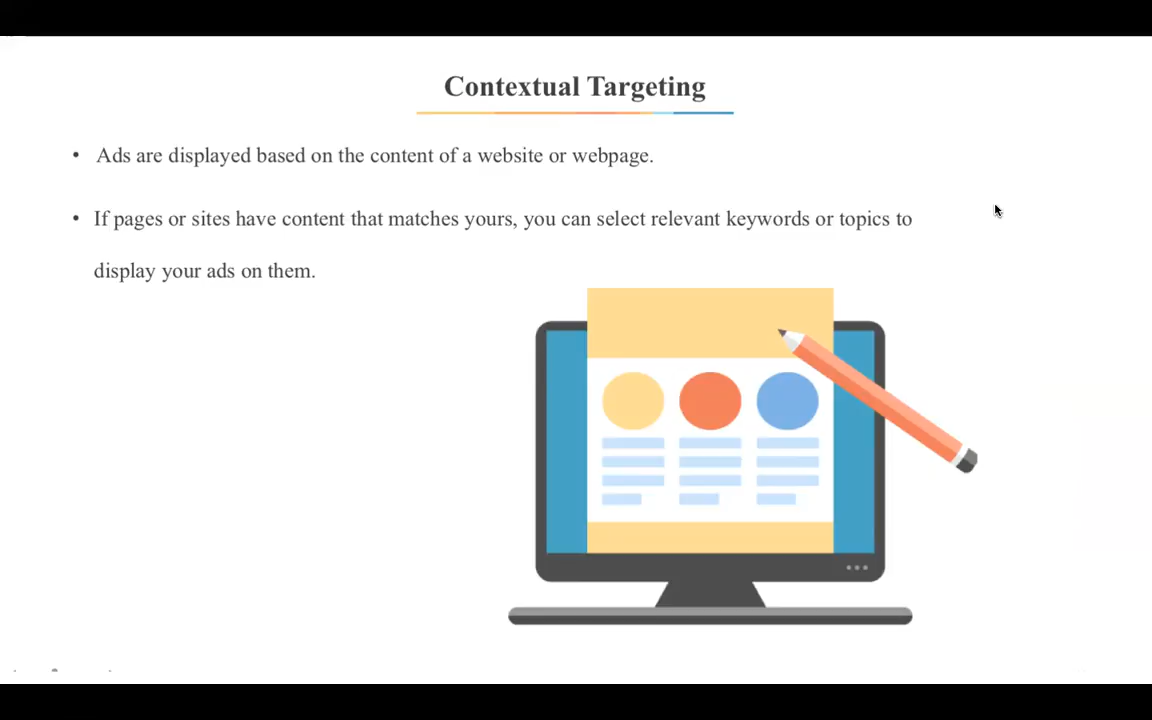 Contextual Targeting
• Ads are displayed based on the content of a website or webpage.
• If pages or sites have content that matches yours, you can select relevant keywords or topics to
display your ads on them.